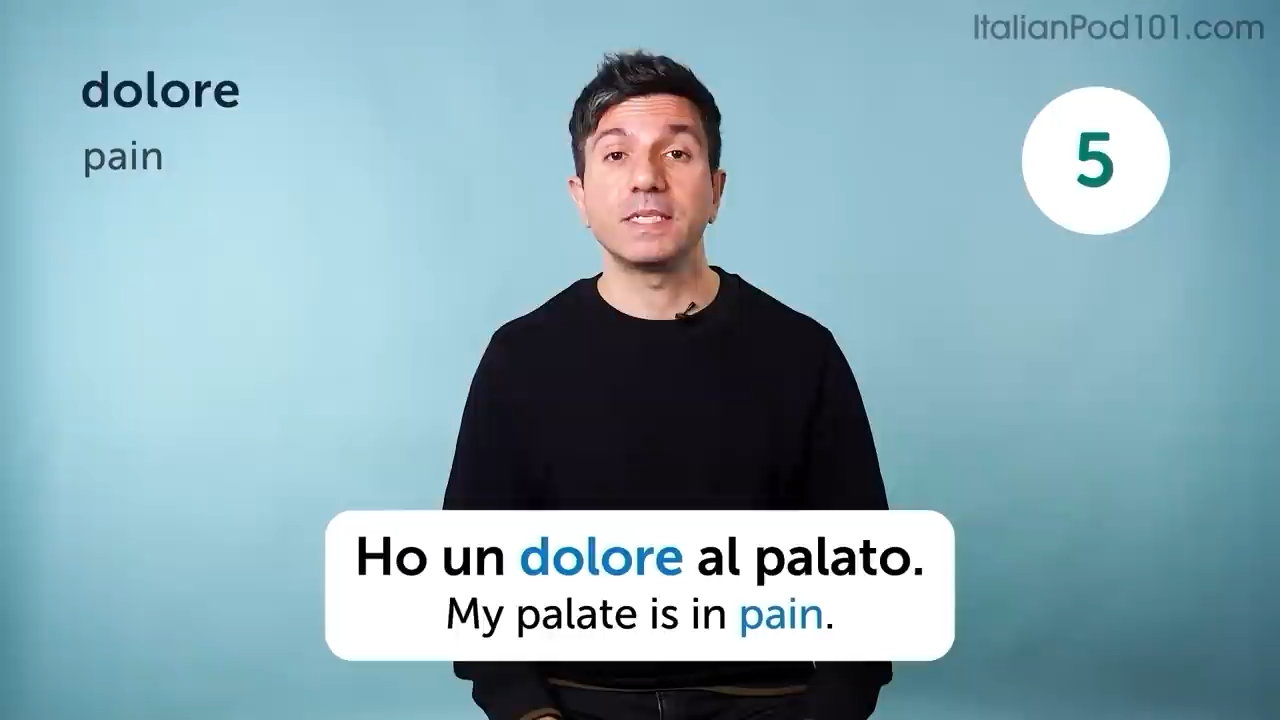 ItalianPod101.com
dolore
pain
5
Ho un dolore al palato.
My palate is in pain.